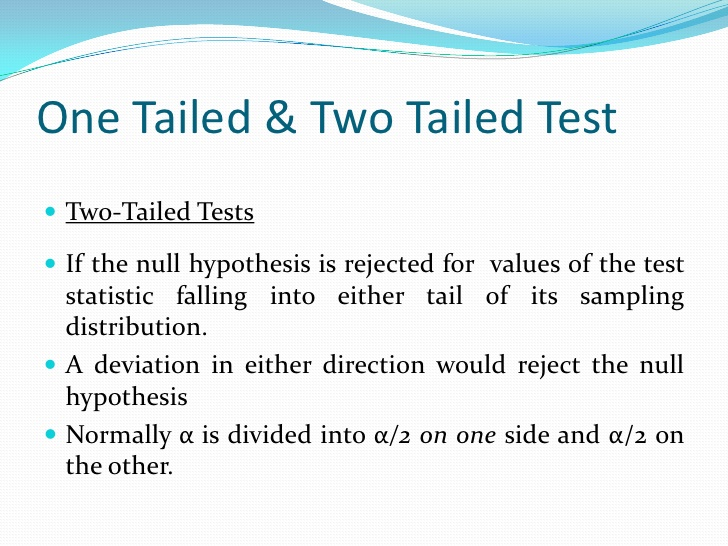 One Tailed & Two Tailed Test
• Two-Tailed Tests
• If the null hypothesis is rejected for values of the test
statistic falling into either tail of its sampling
distribution.
• A deviation in either direction would reject the null
hypothesis
• Normally α is divided into α/2 on one side and α/2 on
the other.